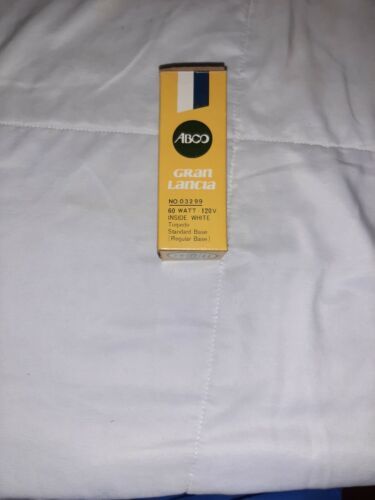 ABCO
GRAN
LANCIA
NO.03299
60 WATT 120V
INSIDE WHITE
Torpedo
Standard Base
(Regular Base)